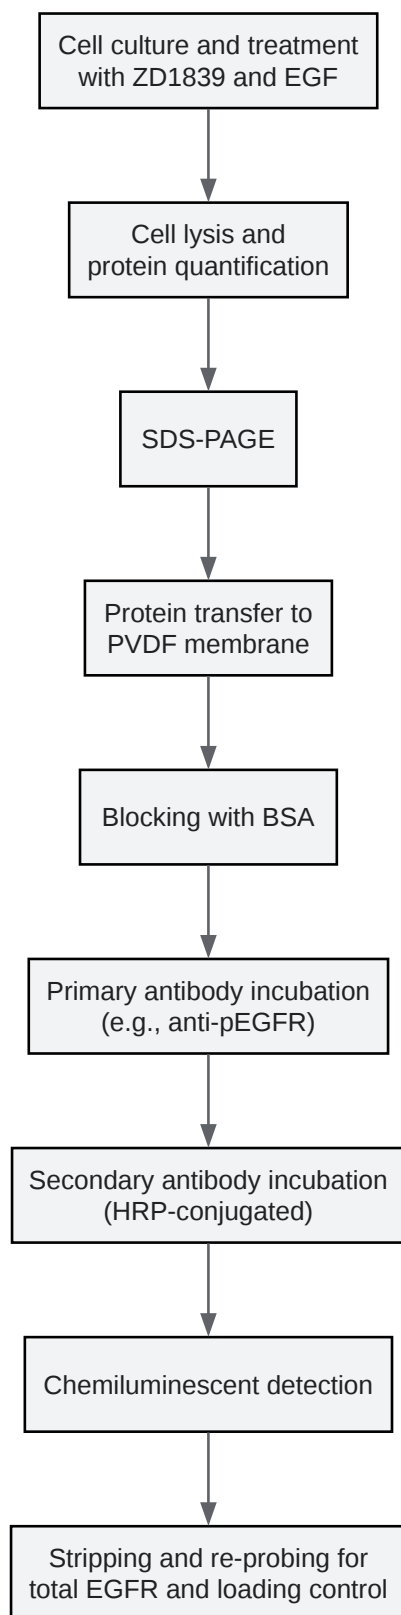 Cell culture and treatment
with ZD1839 and EGF
Cell lysis and
protein quantification
SDS-PAGE
Protein transfer to
PVDF membrane
Blocking with BSA
Primary antibody incubation
(e.g., anti-pEGFR)
Secondary antibody incubation
(HRP-conjugated)
Chemiluminescent detection
Stripping and re-probing for
total EGFR and loading control